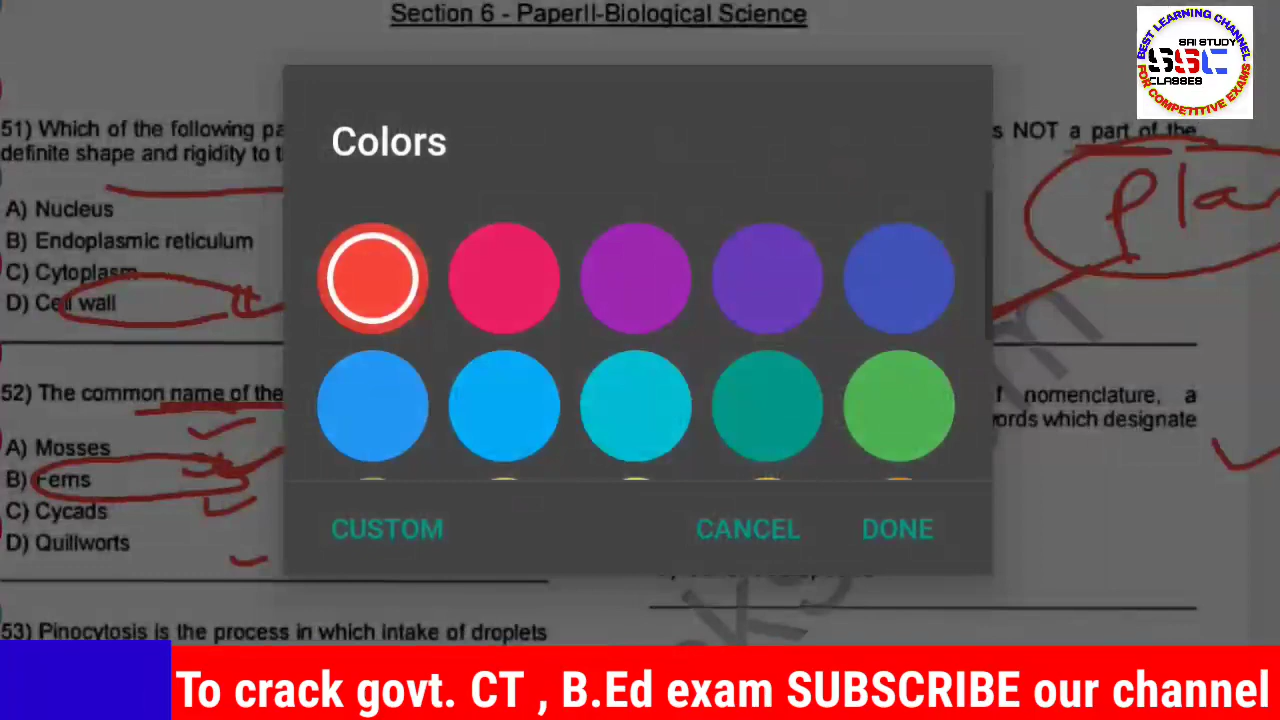 Section 6 - PaperII-Biological Science
BEST LEARNING CHANNEL
SRI STUDY
SSC
CLASSES
FOR COMPETITIVE EXAMS
51) Which of the following
definite shape and rigidity to
A) Nucleus
B) Endoplasmic reticulum
C) Cytoplasm
D) Cell wall
NOT a part of the
Pla
Colors
CUSTOM
CANCEL
DONE
52) The common name of the
A) Mosses
B) Ferns
C) Cycads
D) Quillworts
nomenclature, a
which designate
53) Pinocytosis is the process in which intake of droplets
To crack govt. CT , B.Ed exam SUBSCRIBE our channel